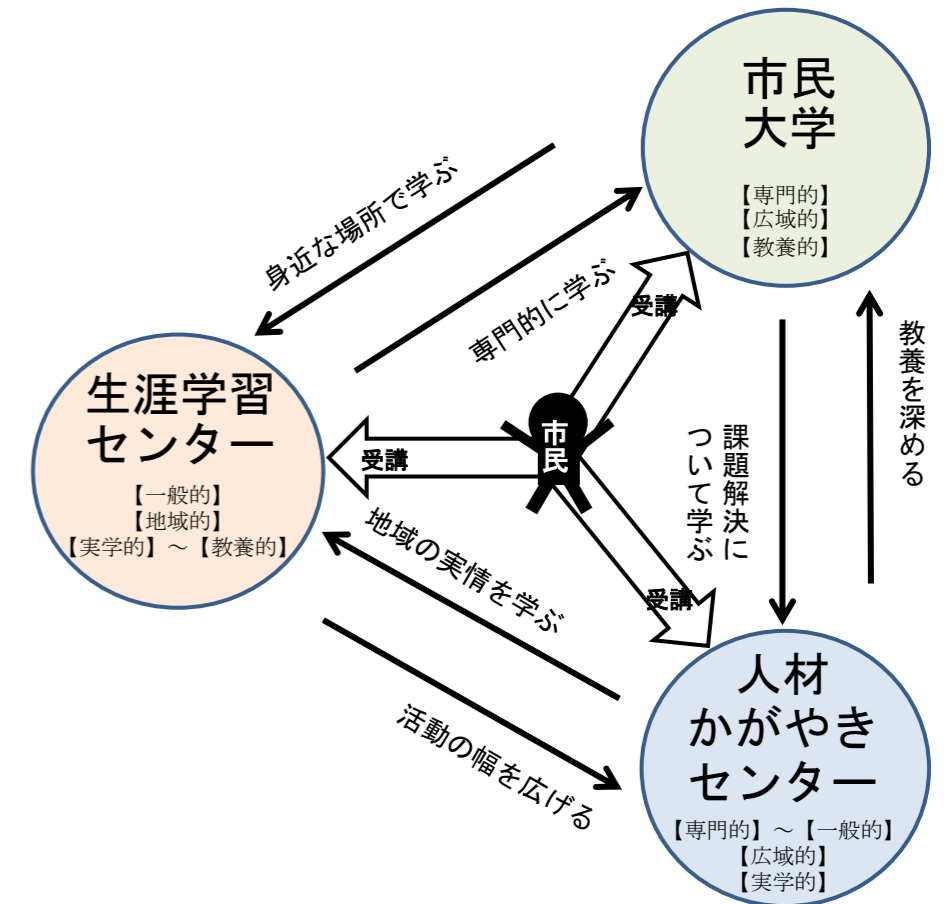 市民
大学
【専門的】
【広域的】
【教養的】
身近な場所で学ぶ
専門的に学ぶ
受講
教養を深める
生涯学習
センター
【一般的】
【地域的】
【実学的】～【教養的】
受講
市民
課題解決に
ついて学ぶ
地域の実情を学ぶ
受講
活動の幅を広げる
人材
かがやき
センター
【専門的】～【一般的】
【広域的】
【実学的】